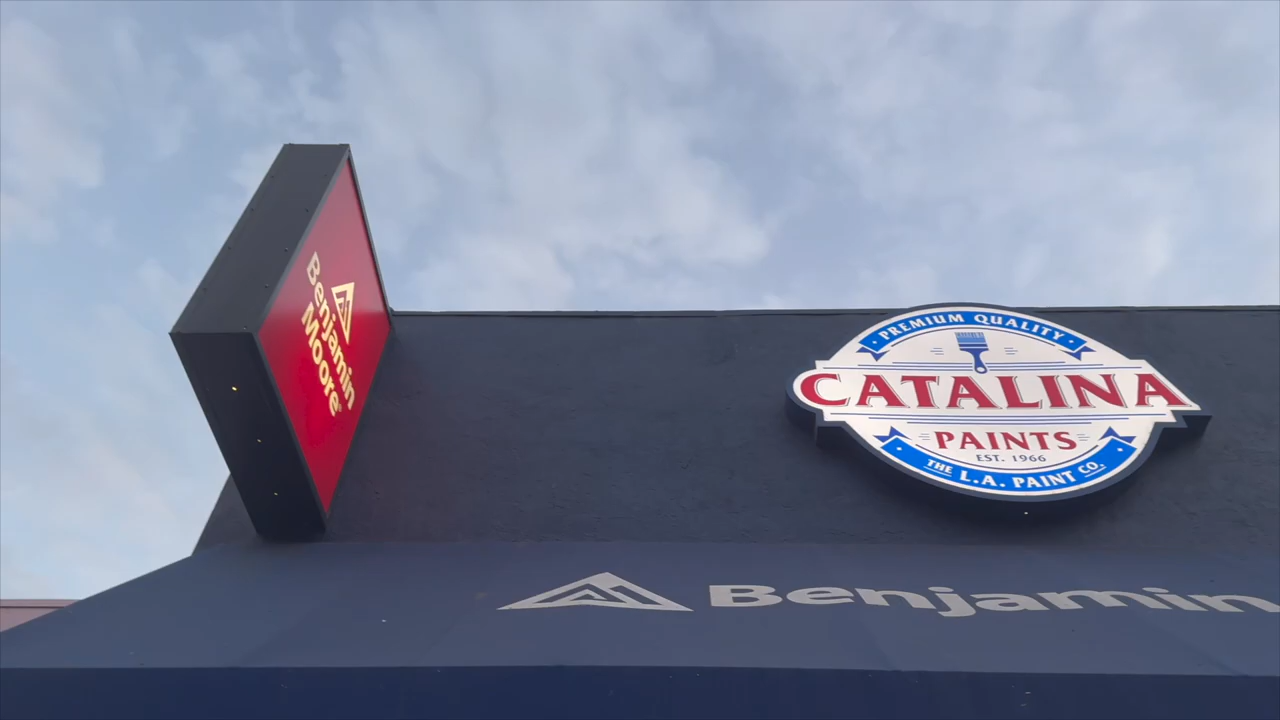 Benjamin
Moore®
PREMIUM QUALITY
CATALINA
PAINTS
EST. 1966
THE L.A. PAINT CO.
Benjamin